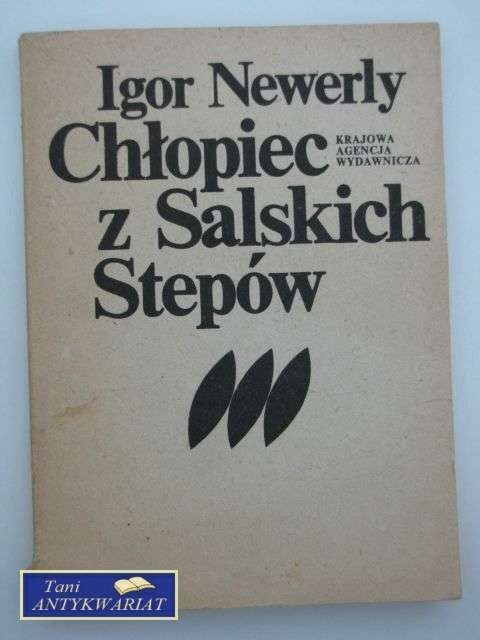 Igor Newerly
Chłopiec
KRAJOWA
AGENCJA
WYDAWNICZA
z Salskich
Stepów
Tani
ANTYKWARIAT